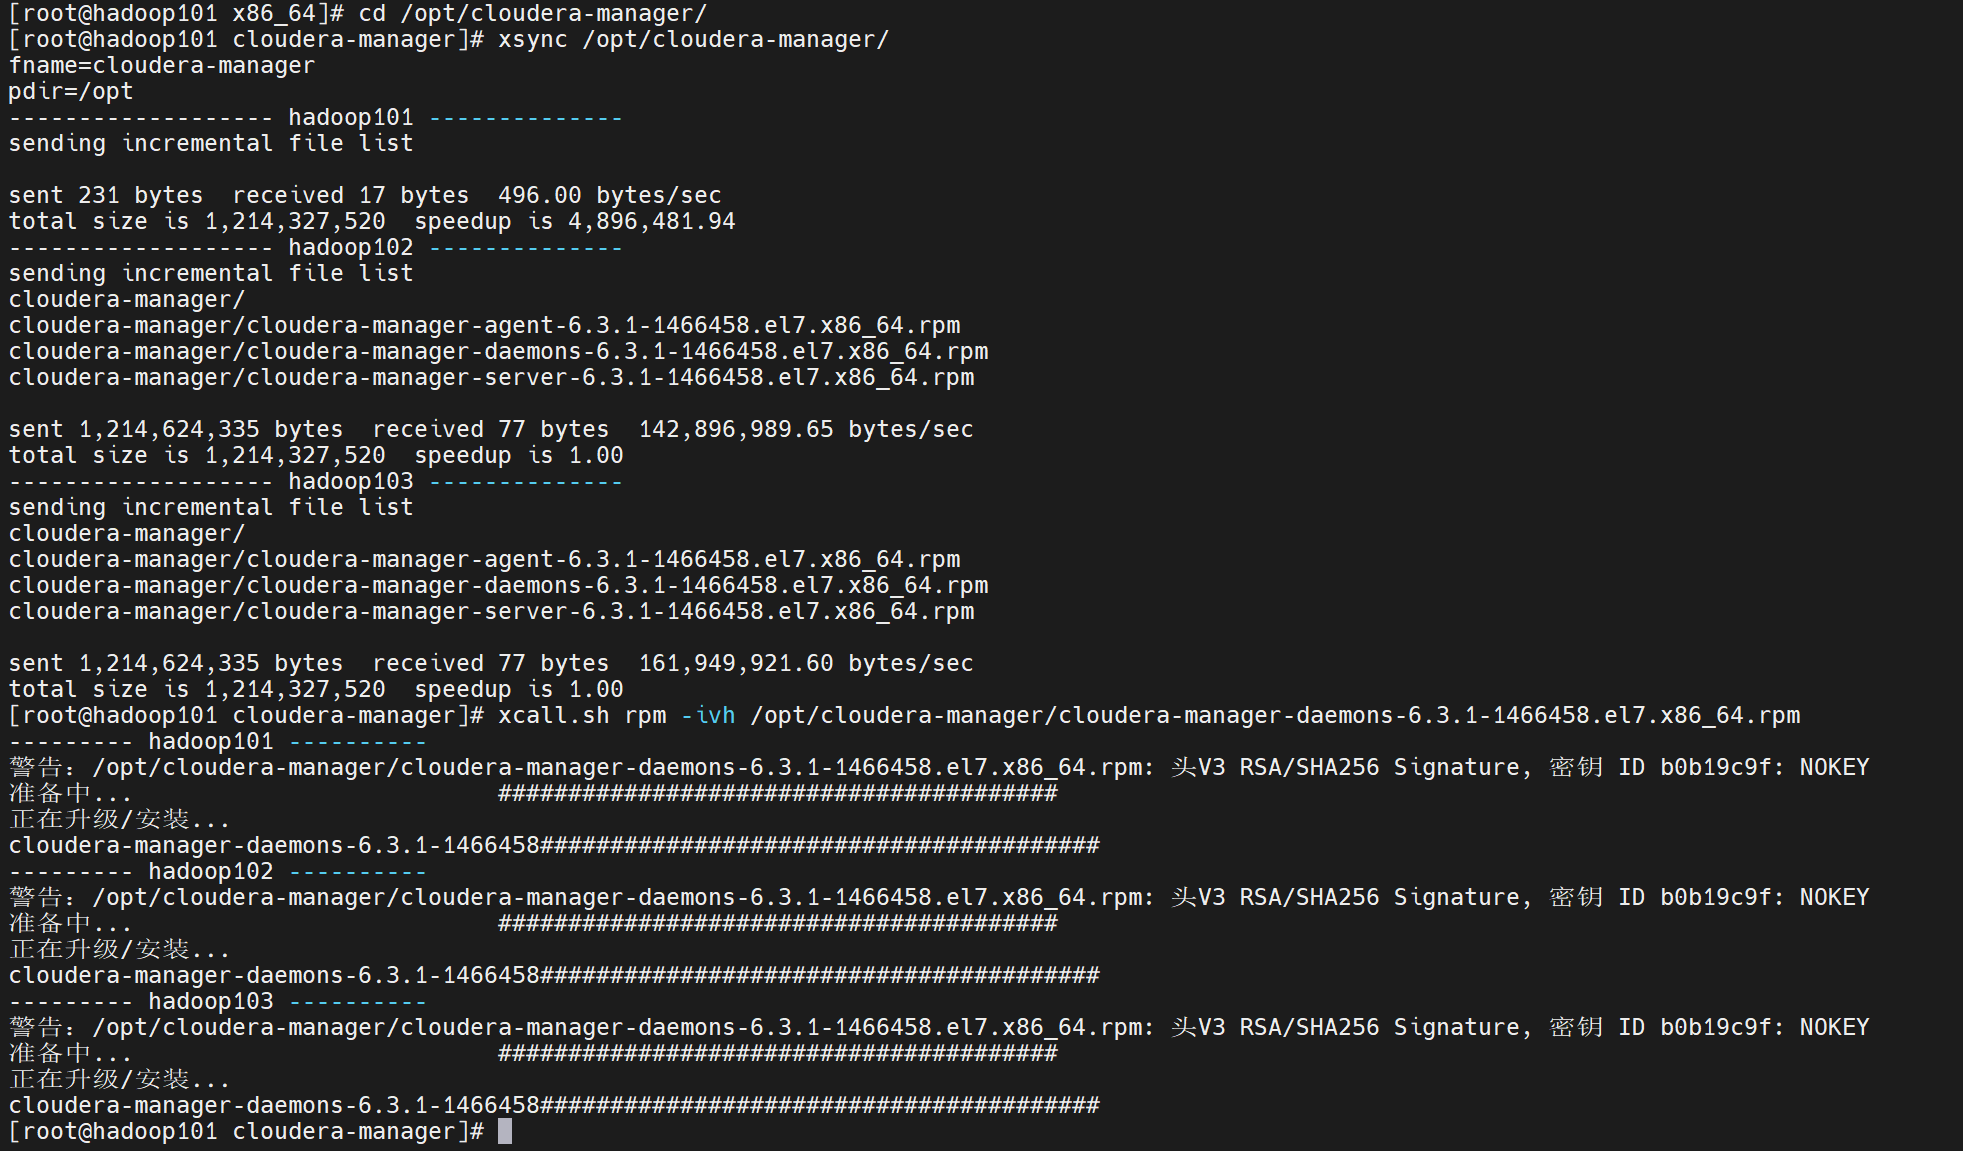 [root@hadoop101 x86_64]# cd /opt/cloudera-manager/
[root@hadoop101 cloudera-manager]# xsync /opt/cloudera-manager/
fname=cloudera-manager
pdir=/opt
------------------- hadoop101 --------------
sending incremental file list

sent 231 bytes  received 17 bytes  496.00 bytes/sec
total size is 1,214,327,520  speedup is 4,896,481.94
------------------- hadoop102 --------------
sending incremental file list
cloudera-manager/
cloudera-manager/cloudera-manager-agent-6.3.1-1466458.el7.x86_64.rpm
cloudera-manager/cloudera-manager-daemons-6.3.1-1466458.el7.x86_64.rpm
cloudera-manager/cloudera-manager-server-6.3.1-1466458.el7.x86_64.rpm

sent 1,214,624,335 bytes  received 77 bytes  142,896,989.65 bytes/sec
total size is 1,214,327,520  speedup is 1.00
------------------- hadoop103 --------------
sending incremental file list
cloudera-manager/
cloudera-manager/cloudera-manager-agent-6.3.1-1466458.el7.x86_64.rpm
cloudera-manager/cloudera-manager-daemons-6.3.1-1466458.el7.x86_64.rpm
cloudera-manager/cloudera-manager-server-6.3.1-1466458.el7.x86_64.rpm

sent 1,214,624,335 bytes  received 77 bytes  161,949,921.60 bytes/sec
total size is 1,214,327,520  speedup is 1.00
[root@hadoop101 cloudera-manager]# xcall.sh rpm -ivh /opt/cloudera-manager/cloudera-manager-daemons-6.3.1-1466458.el7.x86_64.rpm
--------- hadoop101 ----------
警告：/opt/cloudera-manager/cloudera-manager-daemons-6.3.1-1466458.el7.x86_64.rpm: 头V3 RSA/SHA256 Signature, 密钥 ID b0b19c9f: NOKEY
准备中...                          ########################################
正在升级/安装...
cloudera-manager-daemons-6.3.1-1466458########################################
--------- hadoop102 ----------
警告：/opt/cloudera-manager/cloudera-manager-daemons-6.3.1-1466458.el7.x86_64.rpm: 头V3 RSA/SHA256 Signature, 密钥 ID b0b19c9f: NOKEY
准备中...                          ########################################
正在升级/安装...
cloudera-manager-daemons-6.3.1-1466458########################################
--------- hadoop103 ----------
警告：/opt/cloudera-manager/cloudera-manager-daemons-6.3.1-1466458.el7.x86_64.rpm: 头V3 RSA/SHA256 Signature, 密钥 ID b0b19c9f: NOKEY
准备中...                          ########################################
正在升级/安装...
cloudera-manager-daemons-6.3.1-1466458########################################
[root@hadoop101 cloudera-manager]#